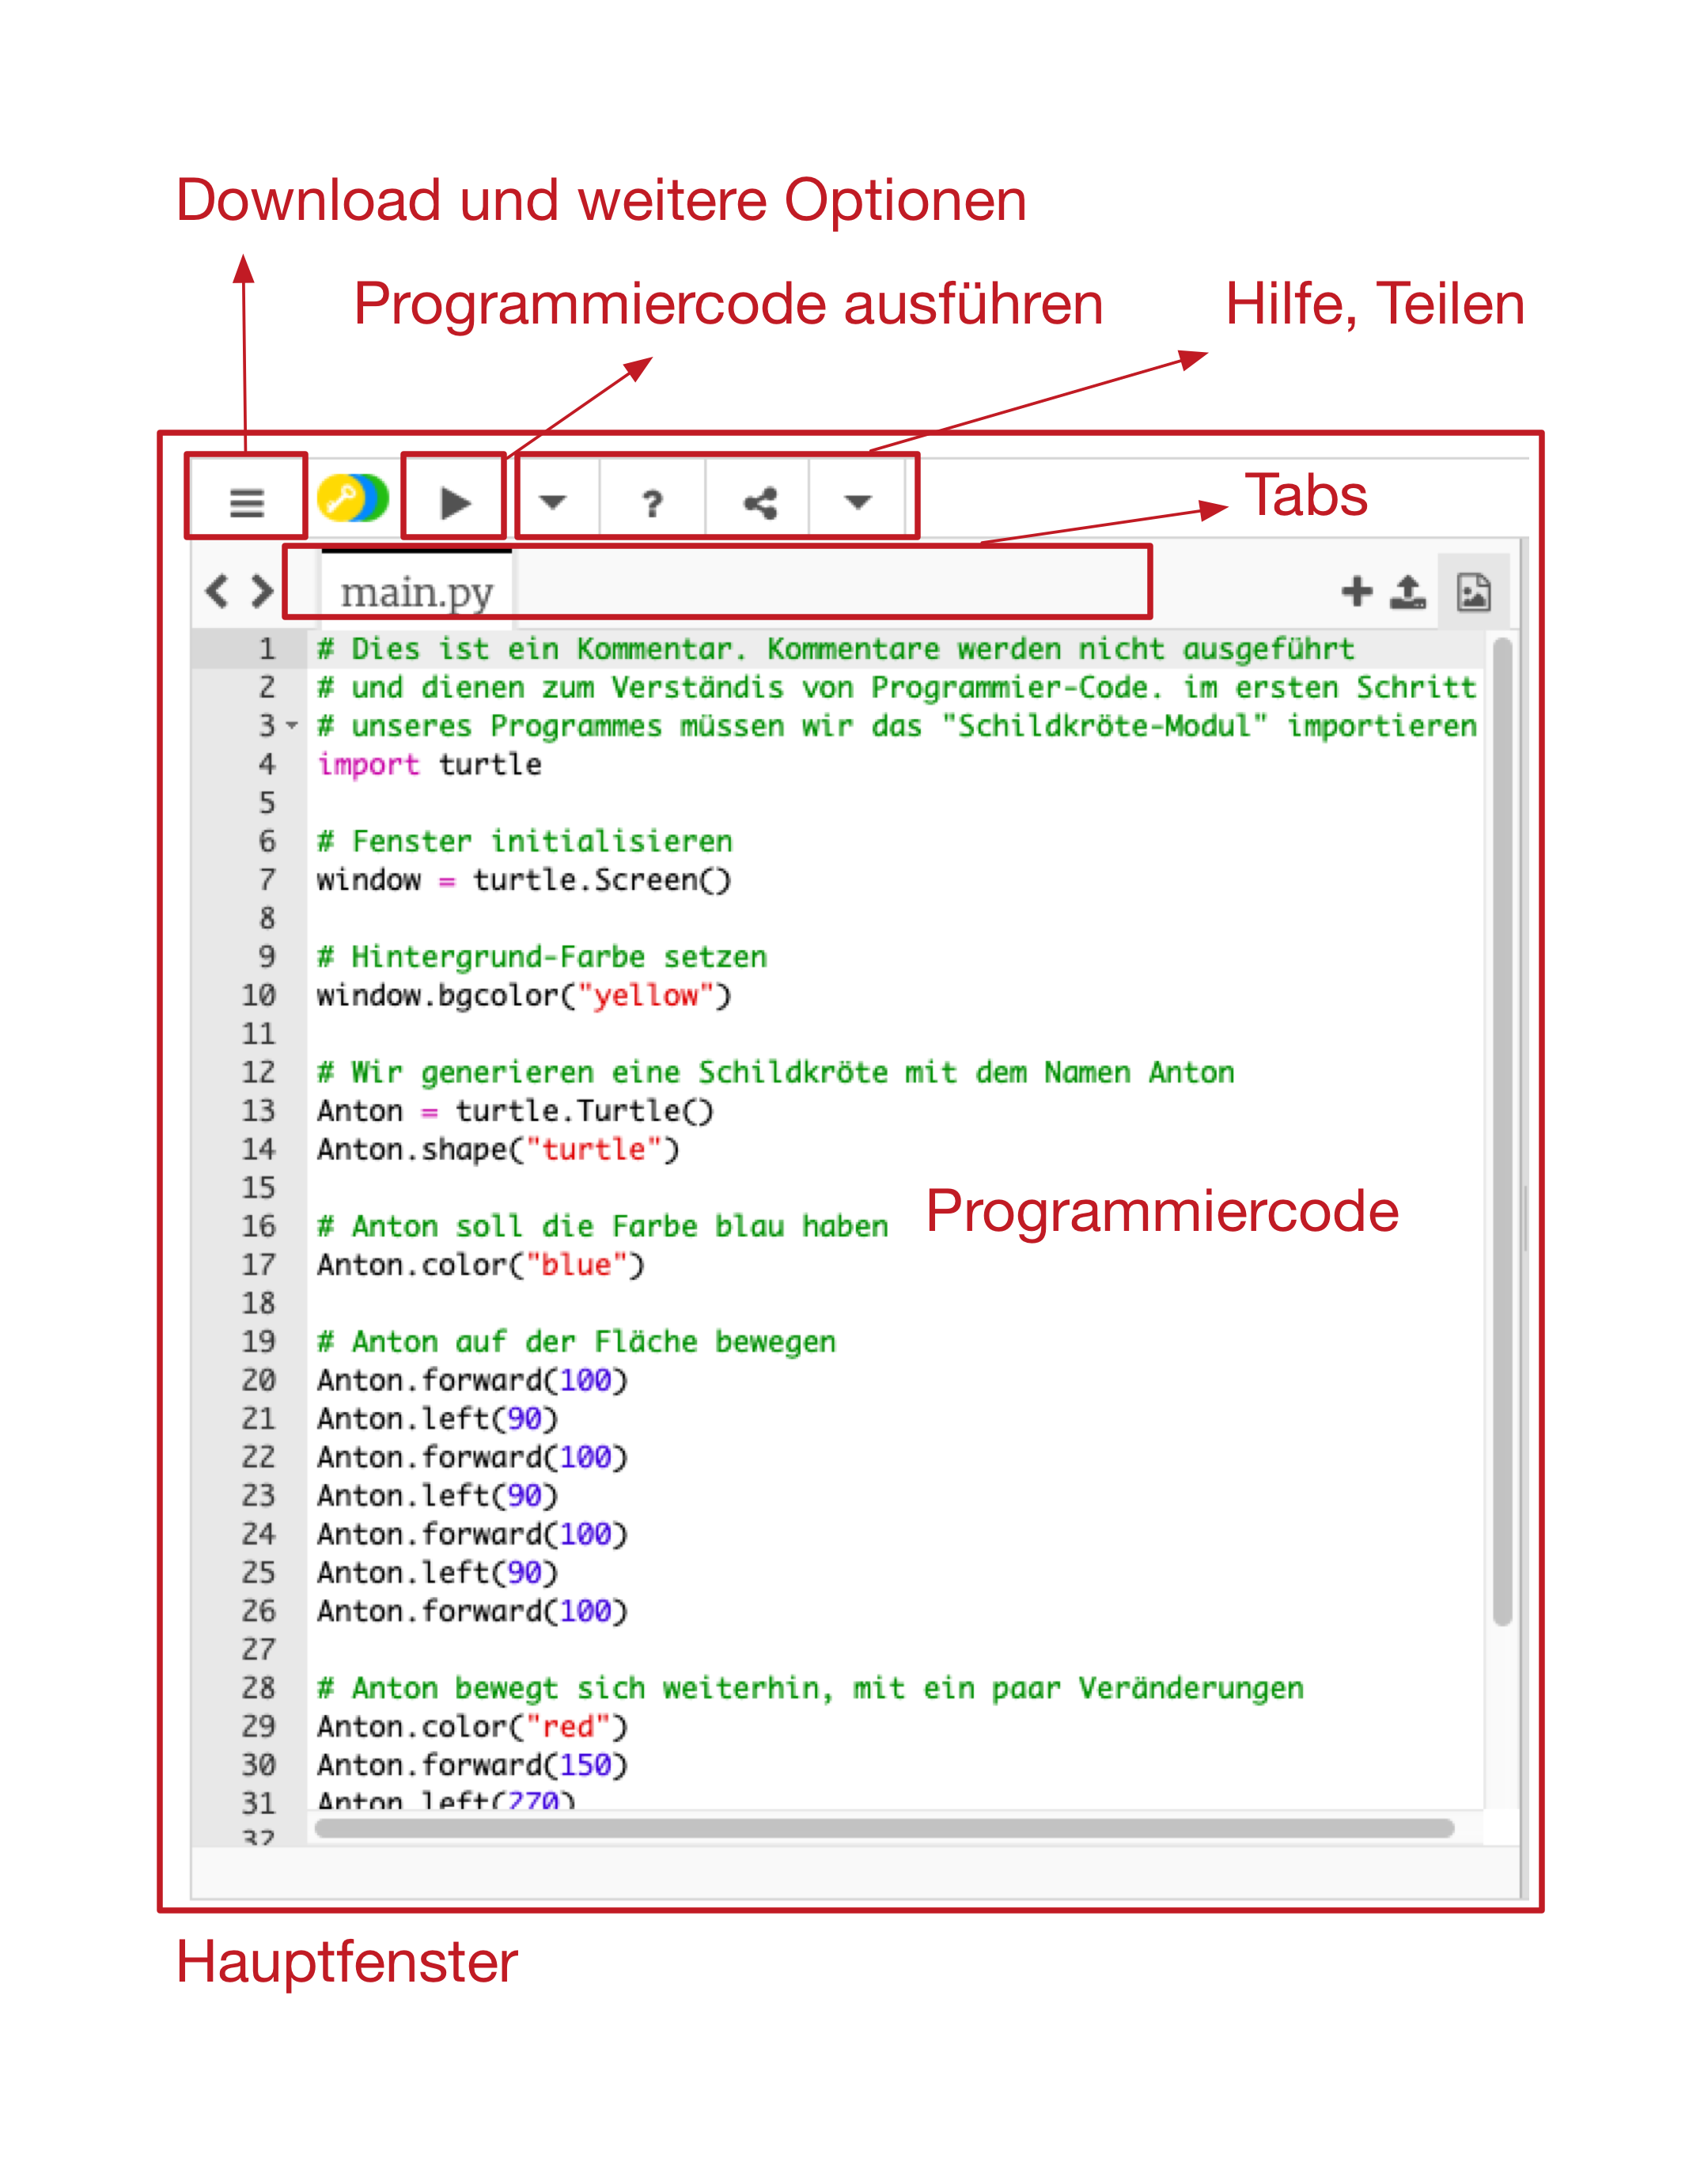 Download und weitere Optionen
Programmiercode ausführen
Hilfe, Teilen
?
Tabs
main.py
1 # Dies ist ein Kommentar. Kommentare werden nicht ausgeführt
2 # und dienen zum Verständis von Programmier-Code. im ersten Schritt
3 # unseres Programmes müssen wir das "Schildkröte-Modul" importieren
4 import turtle
5
6 # Fenster initialisieren
7 window = turtle.Screen()
8
9 # Hintergrund-Farbe setzen
10 window.bgcolor("yellow")
11
12 # Wir generieren eine Schildkröte mit dem Namen Anton
13 Anton = turtle.Turtle()
14 Anton.shape("turtle")
15
Programmiercode
16 # Anton soll die Farbe blau haben
17 Anton.color("blue")
18
19 # Anton auf der Fläche bewegen
20 Anton.forward(100)
21 Anton.left(90)
22 Anton.forward(100)
23 Anton.left(90)
24 Anton.forward(100)
25 Anton.left(90)
26 Anton.forward(100)
27
28 # Anton bewegt sich weiterhin, mit ein paar Veränderungen
29 Anton.color("red")
30 Anton.forward(150)
31 Anton.left(270)
32
Hauptfenster